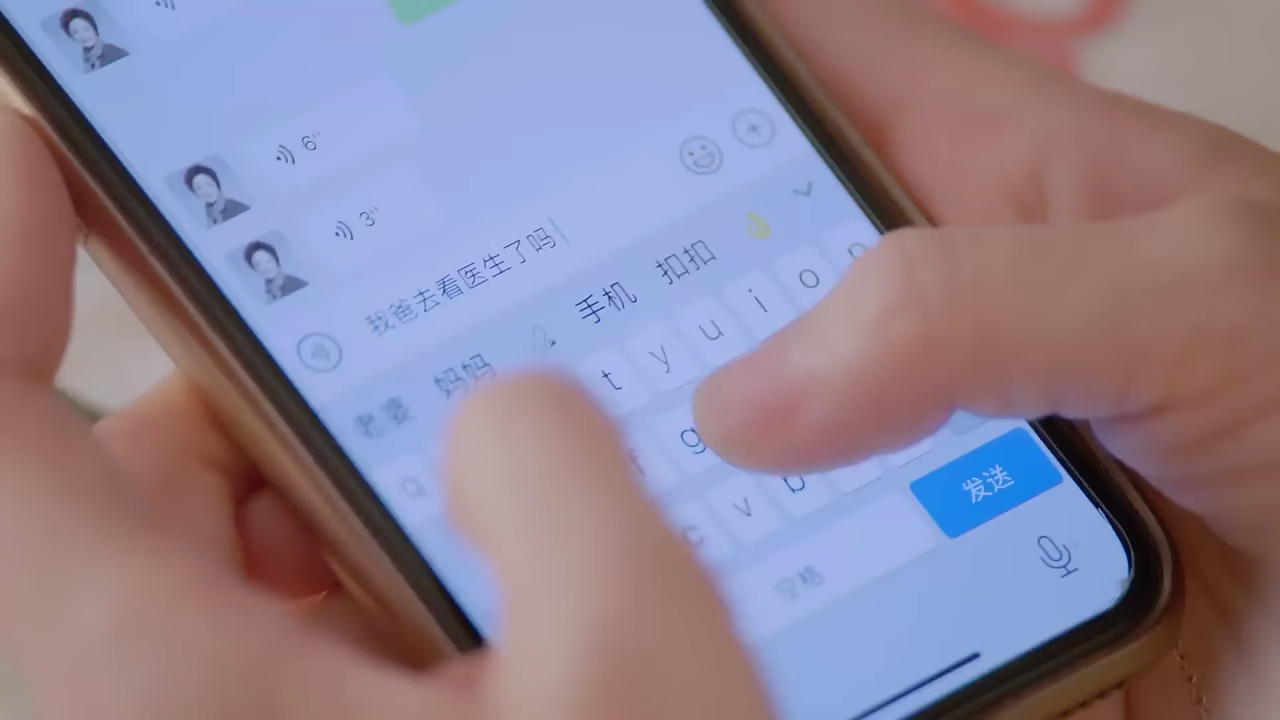 6"
3"
我爸去看医生了吗
老婆 妈妈 手机 扣扣
t y u i o p
f g
c v b
空格 发送